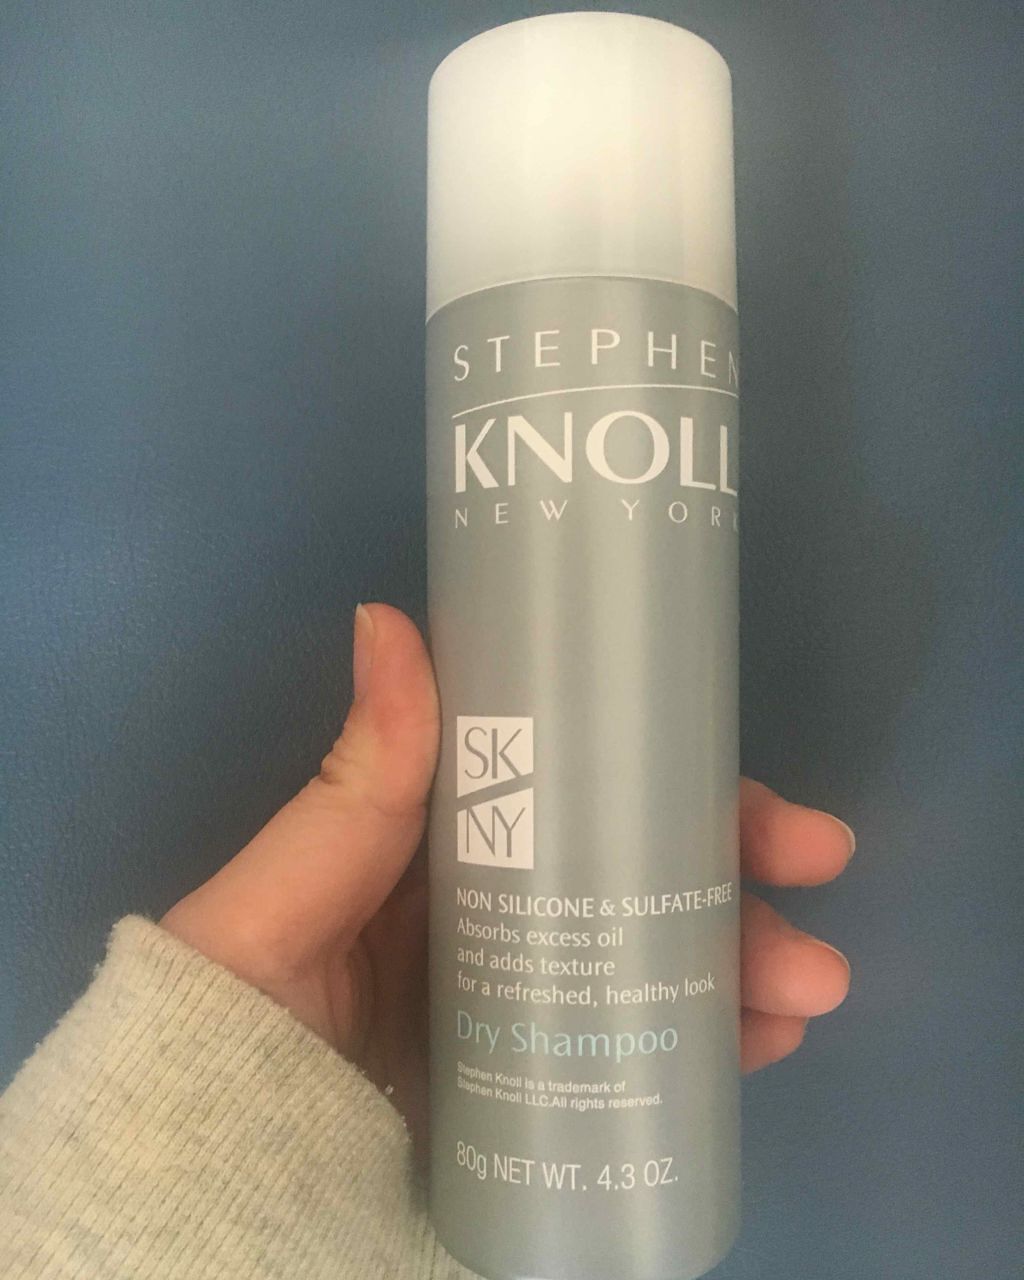 STEPHEN
KNOLL
NEW YORK
SK
NY
NON SILICONE & SULFATE-FREE
Absorbs excess oil
and adds texture
for a refreshed, healthy look
Dry Shampoo
Stephen Knoll is a trademark of
Stephen Knoll LLC.All rights reserved.
80g NET WT. 4.3 OZ.